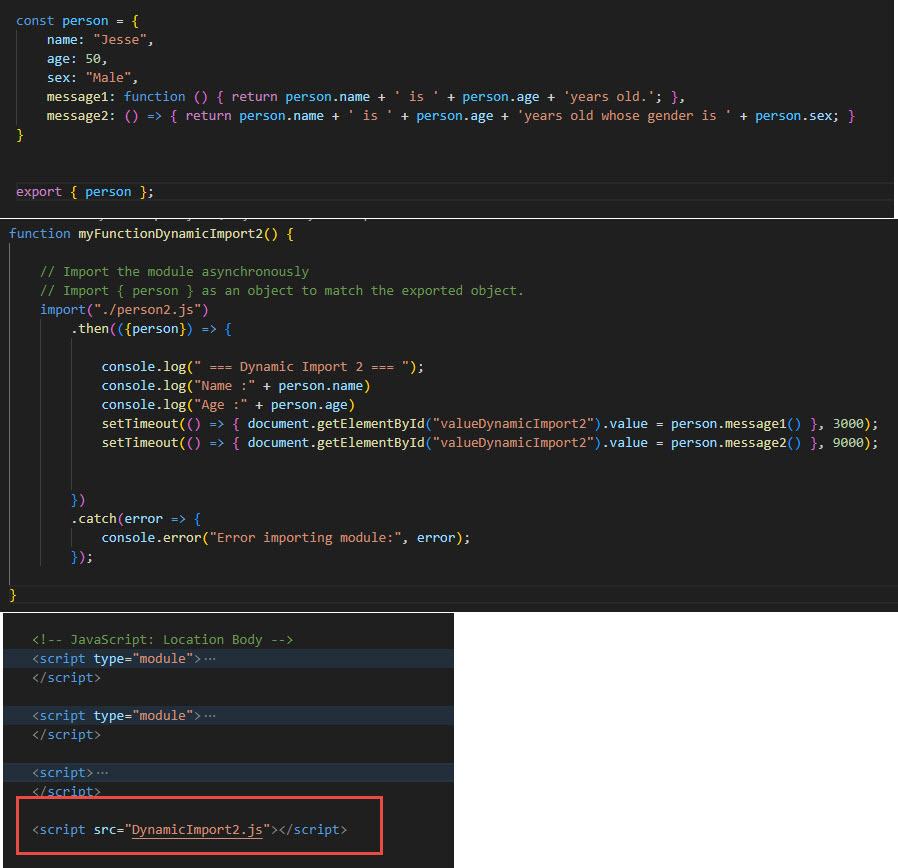 const person = {
    name: "Jesse",
    age: 50,
    sex: "Male",
    message1: function () { return person.name + ' is ' + person.age + 'years old.'; },
    message2: () => { return person.name + ' is ' + person.age + 'years old whose gender is ' + person.sex; }
}
export { person };
function myFunctionDynamicImport2() {
    // Import the module asynchronously
    // Import { person } as an object to match the exported object.
    import("./person2.js")
        .then(({person}) => {
            console.log(" === Dynamic Import 2 === ");
            console.log("Name :" + person.name)
            console.log("Age :" + person.age)
            setTimeout(() => { document.getElementById("valueDynamicImport2").value = person.message1() }, 3000);
            setTimeout(() => { document.getElementById("valueDynamicImport2").value = person.message2() }, 9000);
        })
        .catch(error => {
            console.error("Error importing module:", error);
        });
}
<!-- JavaScript: Location Body -->
<script type="module">···
</script>
<script type="module">···
</script>
<script>···
</script>
<script src="DynamicImport2.js"></script>